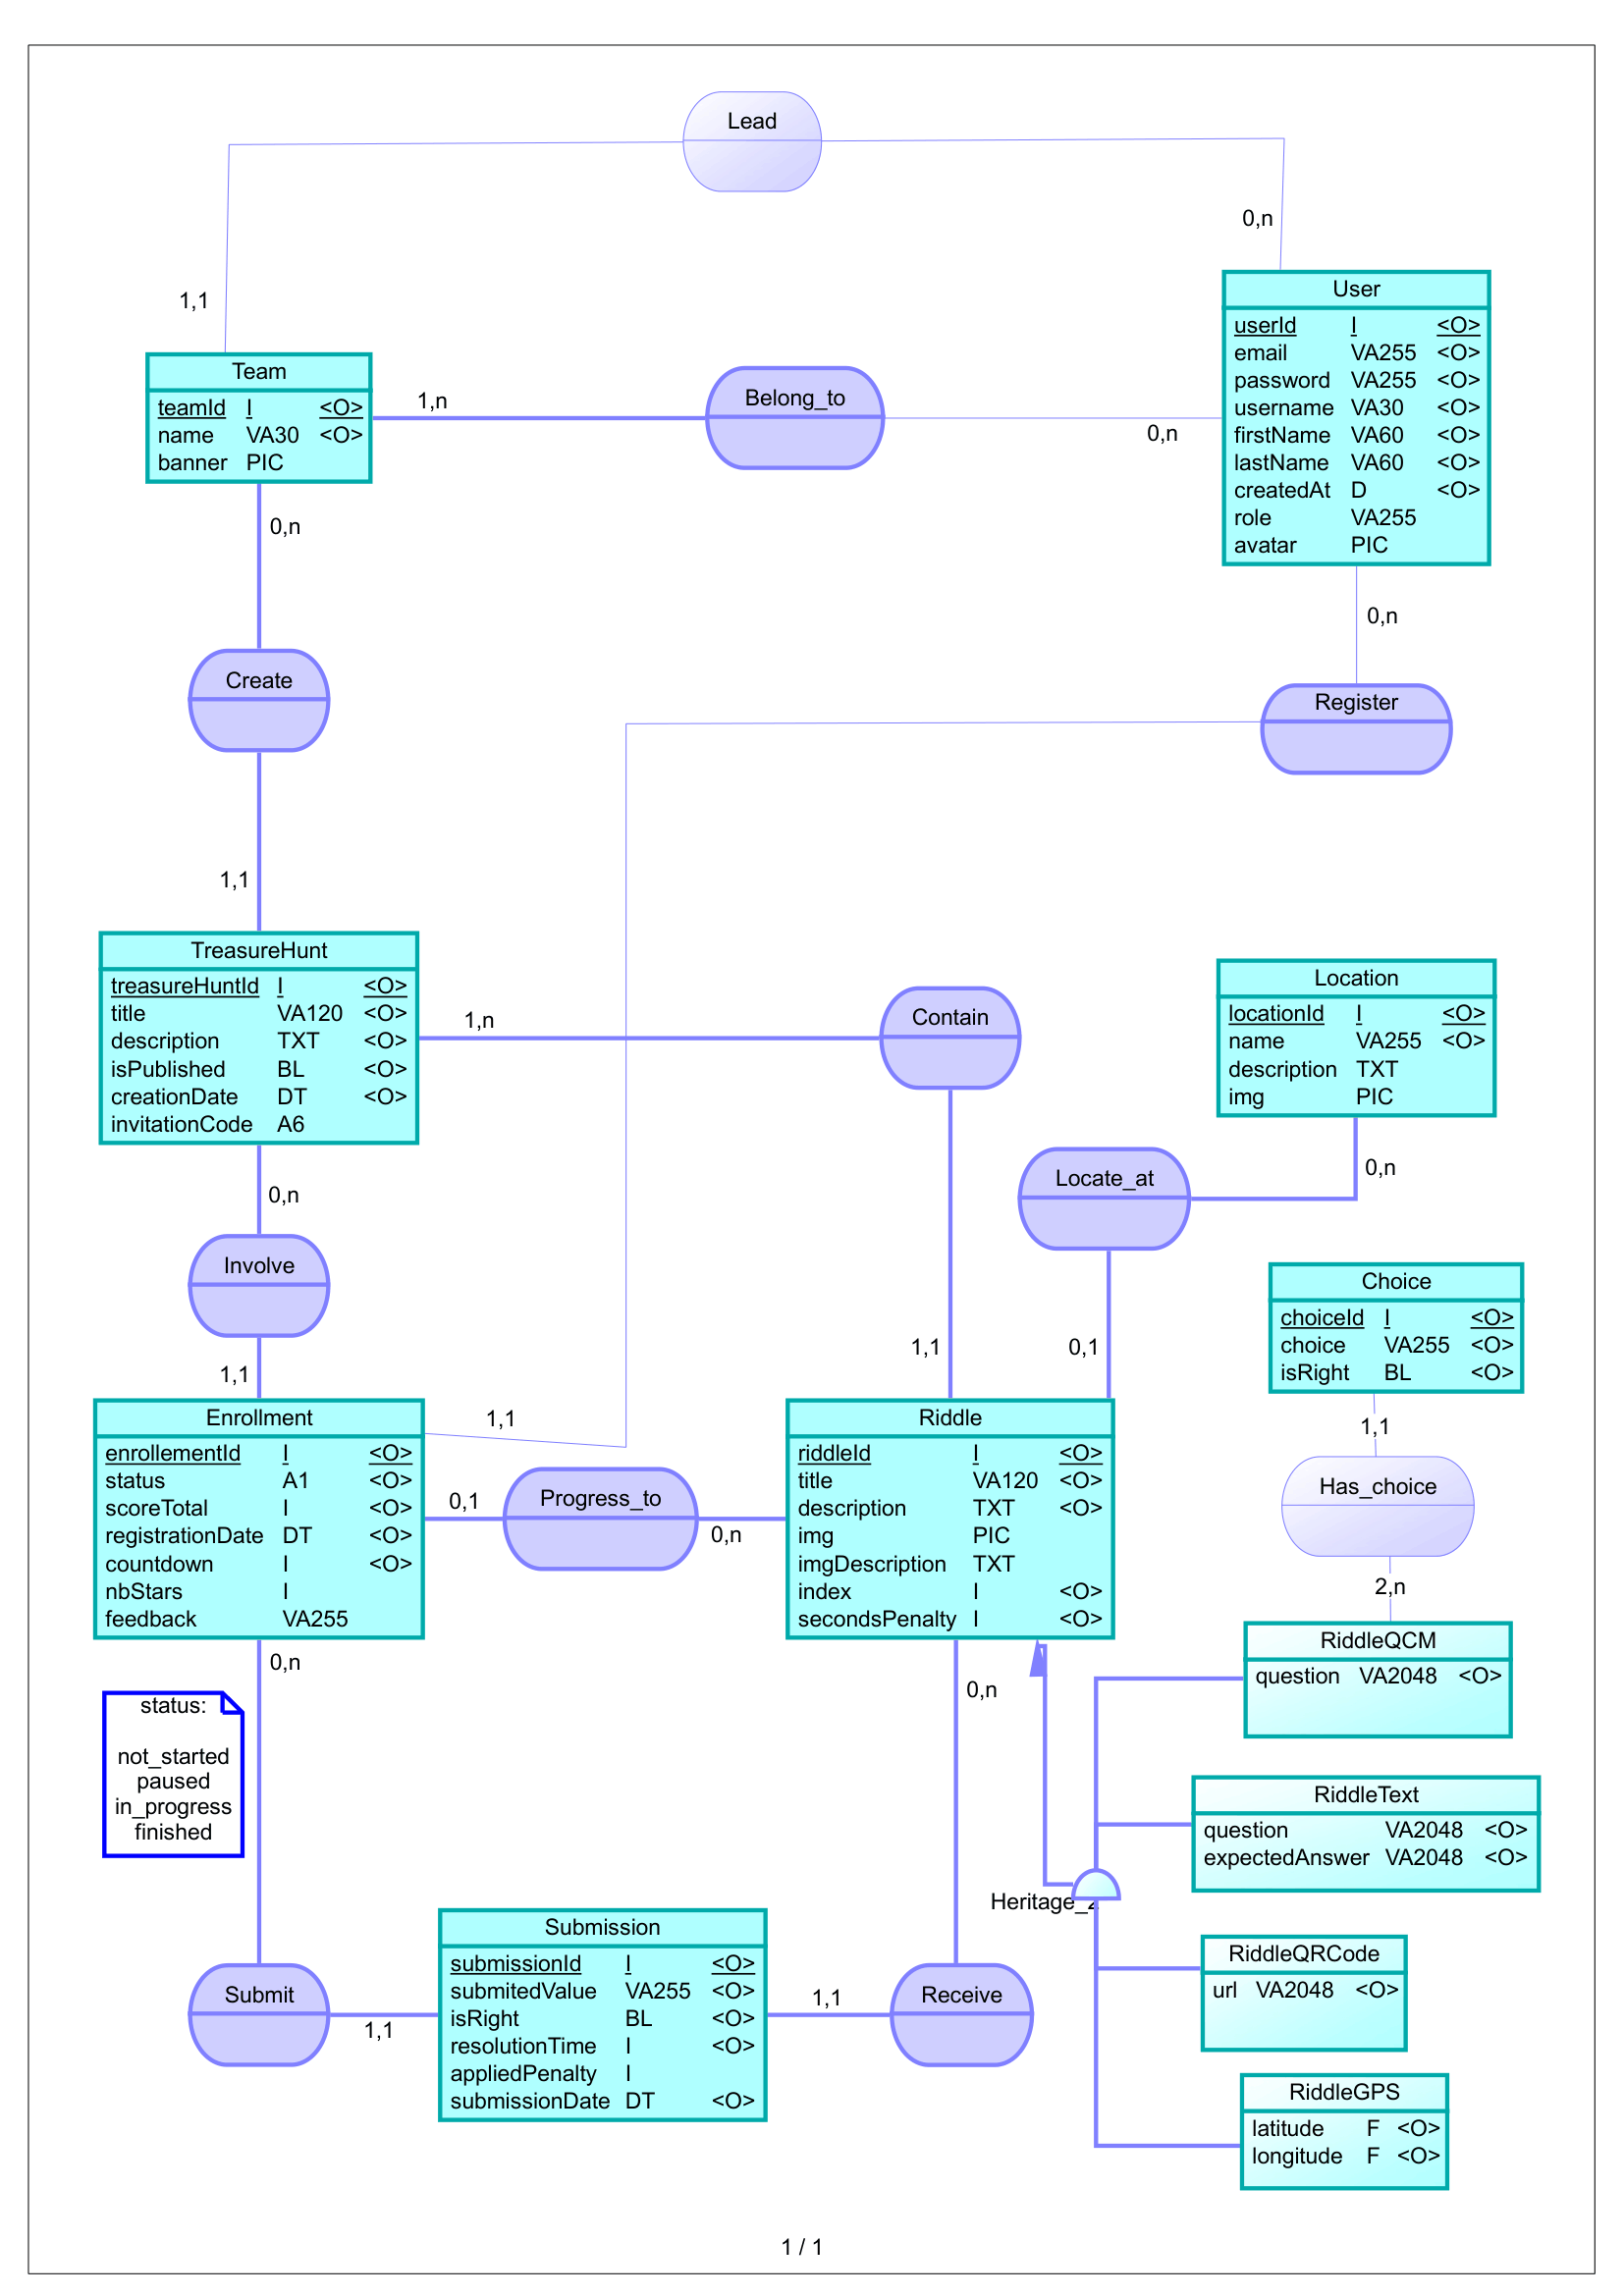 Lead
0,n
1,1
User
userId I <O>
email VA255 <O>
password VA255 <O>
username VA30 <O>
firstName VA60 <O>
lastName VA60 <O>
createdAt D <O>
role VA255
avatar PIC
Team
teamId I <O>
name VA30 <O>
banner PIC
1,n
Belong_to
0,n
0,n
0,n
Create
Register
1,1
TreasureHunt
treasureHuntId I <O>
title VA120 <O>
description TXT <O>
isPublished BL <O>
creationDate DT <O>
invitationCode A6
1,n
Contain
Location
locationId I <O>
name VA255 <O>
description TXT
img PIC
0,n
Locate_at
0,n
Involve
1,1
1,1
0,1
Choice
choiceId I <O>
choice VA255 <O>
isRight BL <O>
1,1
Has_choice
2,n
Enrollment
enrollementId I <O>
status A1 <O>
scoreTotal I <O>
registrationDate DT <O>
countdown I <O>
nbStars I
feedback VA255
1,1
0,1
Progress_to
0,n
Riddle
riddleId I <O>
title VA120 <O>
description TXT <O>
img PIC
imgDescription TXT
index I <O>
secondsPenalty I <O>
0,n
0,n
RiddleQCM
question VA2048 <O>
status:
not_started
paused
in_progress
finished
RiddleText
question VA2048 <O>
expectedAnswer VA2048 <O>
Heritage_2
Submission
submissionId I <O>
submitedValue VA255 <O>
isRight BL <O>
resolutionTime I <O>
appliedPenalty I
submissionDate DT <O>
Submit
1,1
1,1
Receive
RiddleQRCode
url VA2048 <O>
RiddleGPS
latitude F <O>
longitude F <O>
1 / 1